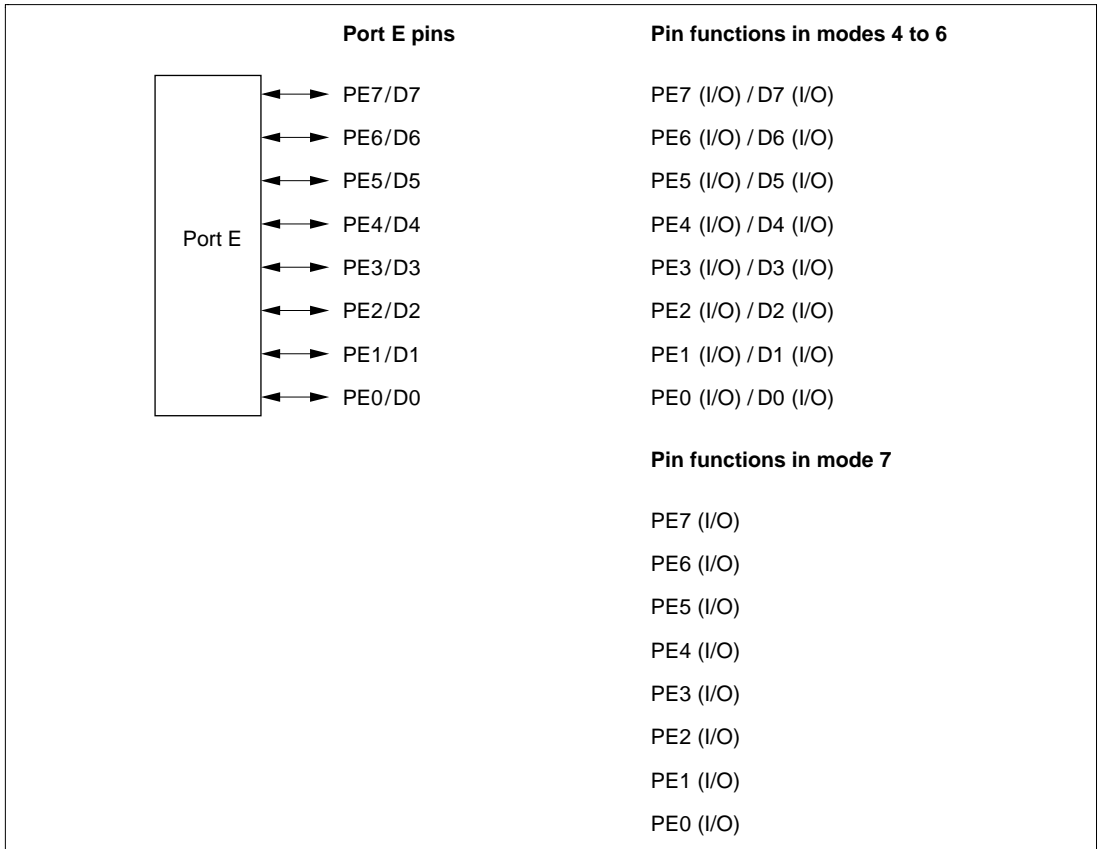 Port E pins Pin functions in modes 4 to 6
PE7/D7 PE7 (I/O) / D7 (I/O)
PE6/D6 PE6 (I/O) / D6 (I/O)
PE5/D5 PE5 (I/O) / D5 (I/O)
PE4/D4 PE4 (I/O) / D4 (I/O)
Port E
PE3/D3 PE3 (I/O) / D3 (I/O)
PE2/D2 PE2 (I/O) / D2 (I/O)
PE1/D1 PE1 (I/O) / D1 (I/O)
PE0/D0 PE0 (I/O) / D0 (I/O)
Pin functions in mode 7
PE7 (I/O)
PE6 (I/O)
PE5 (I/O)
PE4 (I/O)
PE3 (I/O)
PE2 (I/O)
PE1 (I/O)
PE0 (I/O)